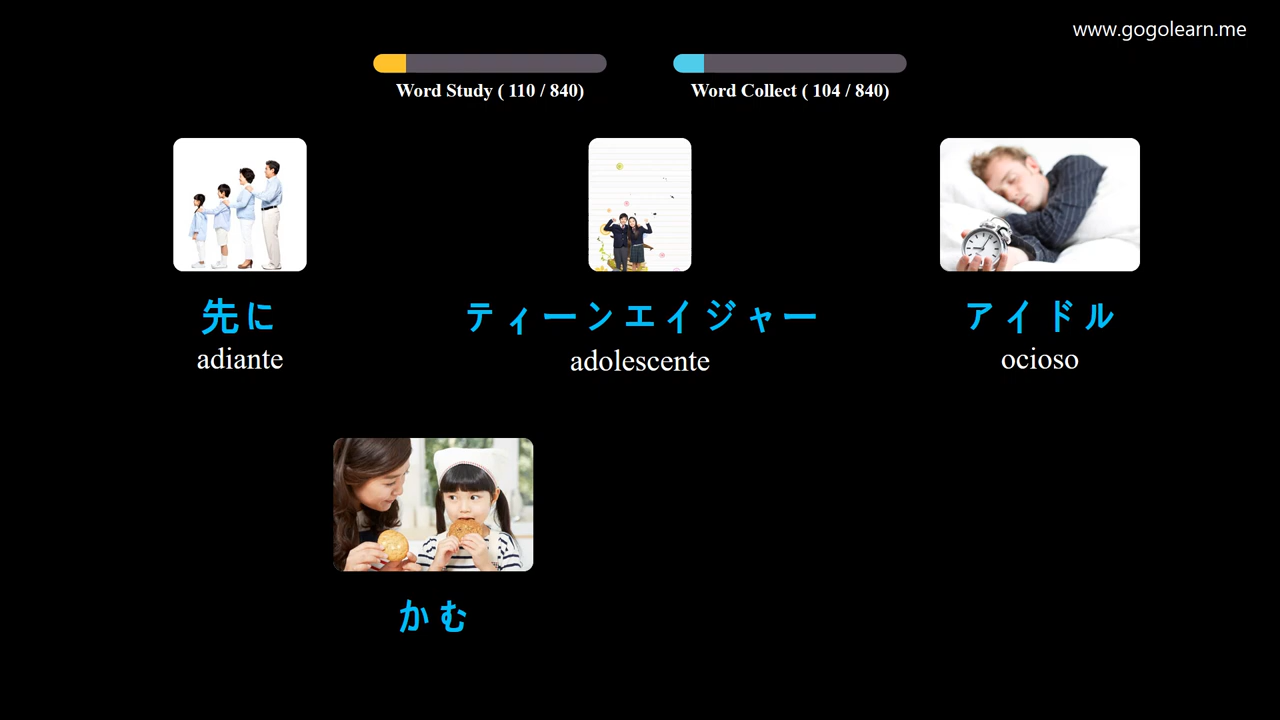 www.gogolearn.me
Word Study ( 110 / 840)
Word Collect ( 104 / 840)
先に
adiante
ティーンエイジャー
adolescente
アイドル
ocioso
かむ